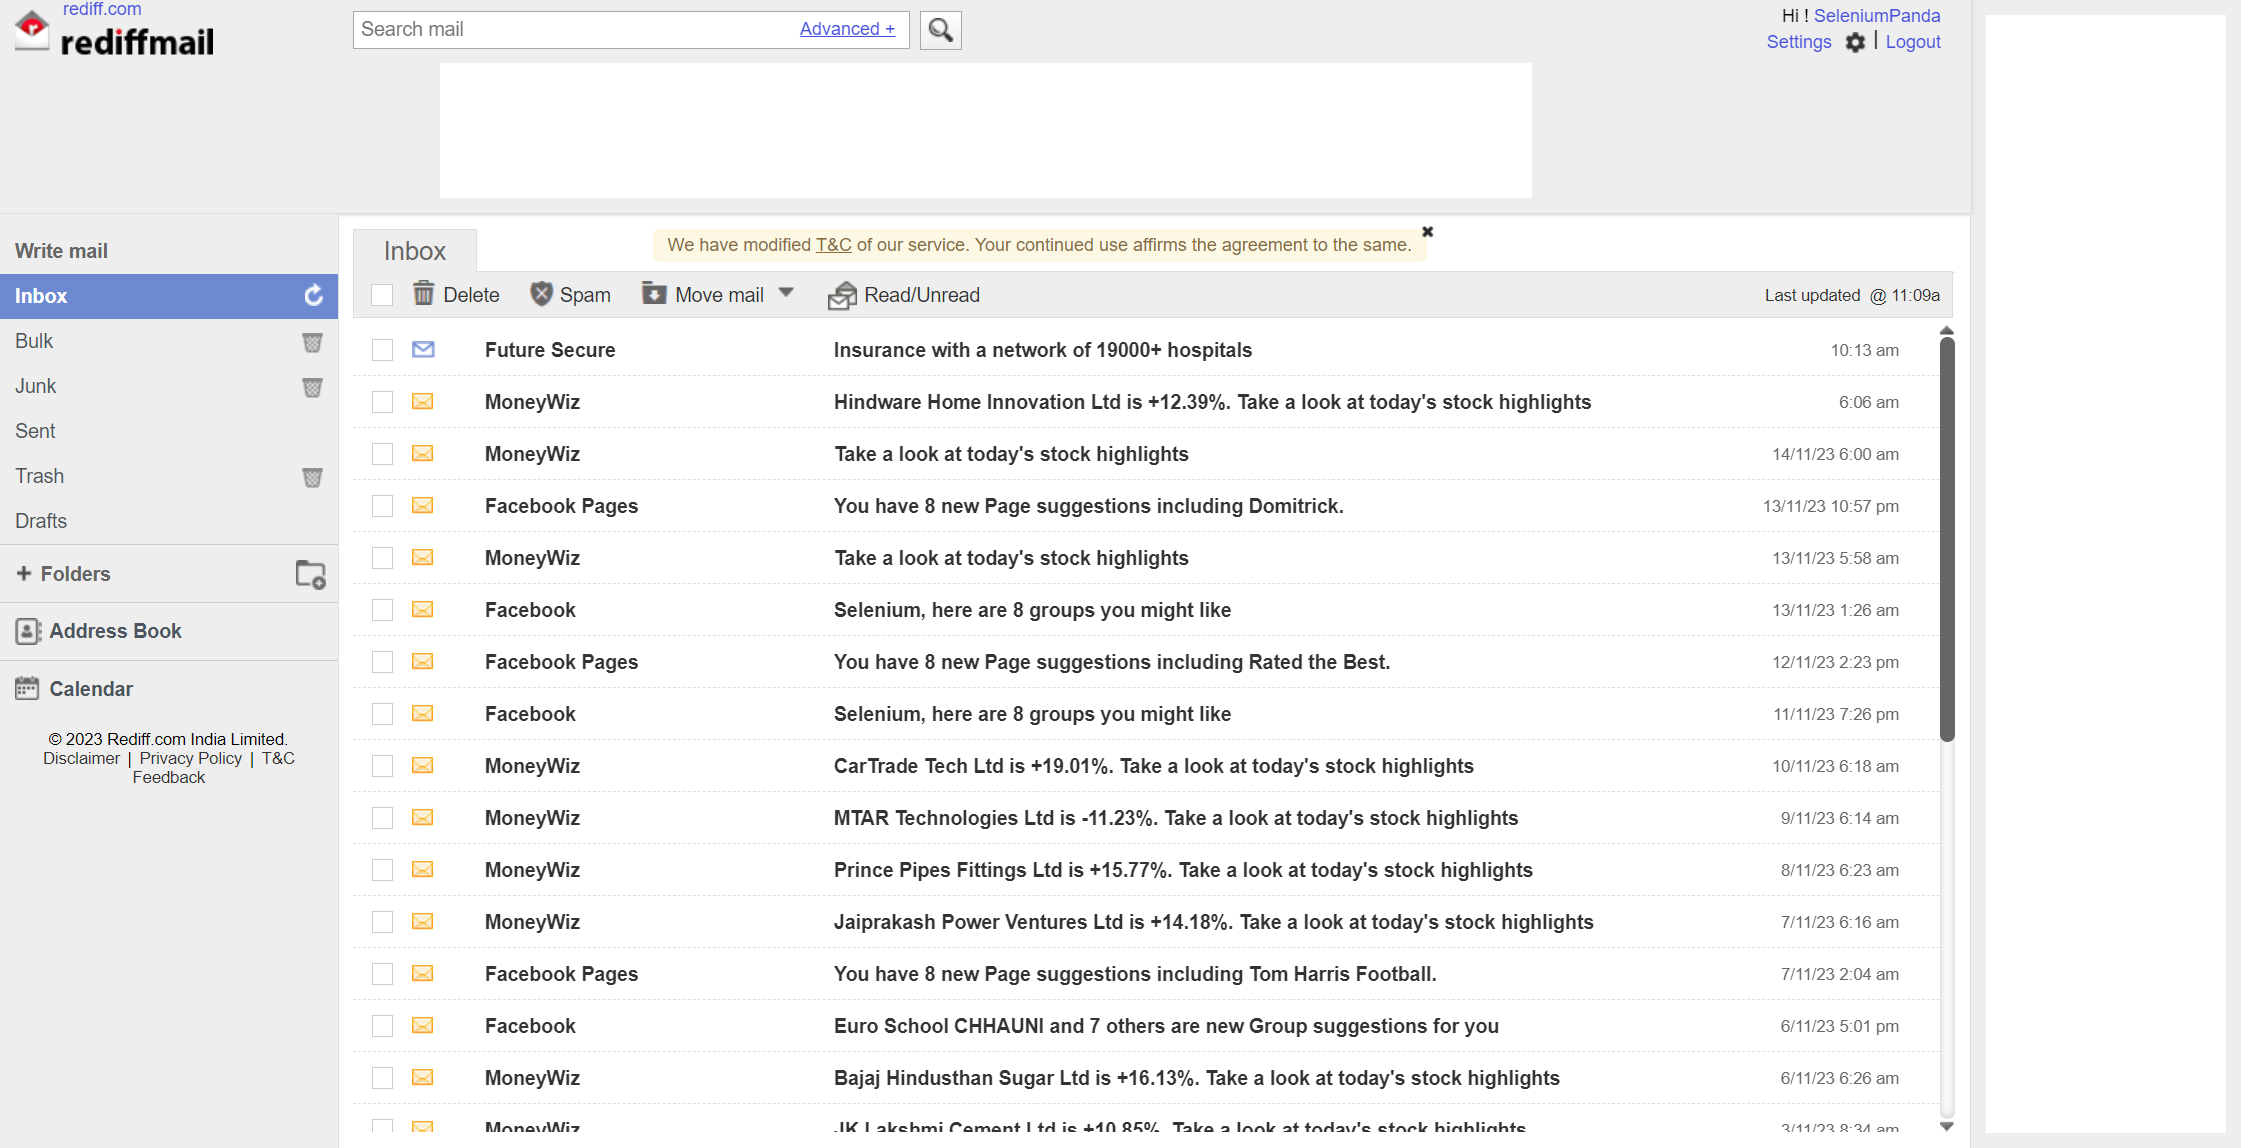 rediff.com
rediffmail
Search mail Advanced +
Hi ! SeleniumPanda
Settings | Logout
Write mail
Inbox
Bulk
Junk
Sent
Trash
Drafts
+ Folders
Address Book
Calendar
© 2023 Rediff.com India Limited.
Disclaimer | Privacy Policy | T&C
Feedback
Inbox
We have modified T&C of our service. Your continued use affirms the agreement to the same.
Delete Spam Move mail Read/Unread Last updated @ 11:09a
Future Secure Insurance with a network of 19000+ hospitals 10:13 am
MoneyWiz Hindware Home Innovation Ltd is +12.39%. Take a look at today's stock highlights 6:06 am
MoneyWiz Take a look at today's stock highlights 14/11/23 6:00 am
Facebook Pages You have 8 new Page suggestions including Domitrick. 13/11/23 10:57 pm
MoneyWiz Take a look at today's stock highlights 13/11/23 5:58 am
Facebook Selenium, here are 8 groups you might like 13/11/23 1:26 am
Facebook Pages You have 8 new Page suggestions including Rated the Best. 12/11/23 2:23 pm
Facebook Selenium, here are 8 groups you might like 11/11/23 7:26 pm
MoneyWiz CarTrade Tech Ltd is +19.01%. Take a look at today's stock highlights 10/11/23 6:18 am
MoneyWiz MTAR Technologies Ltd is -11.23%. Take a look at today's stock highlights 9/11/23 6:14 am
MoneyWiz Prince Pipes Fittings Ltd is +15.77%. Take a look at today's stock highlights 8/11/23 6:23 am
MoneyWiz Jaiprakash Power Ventures Ltd is +14.18%. Take a look at today's stock highlights 7/11/23 6:16 am
Facebook Pages You have 8 new Page suggestions including Tom Harris Football. 7/11/23 2:04 am
Facebook Euro School CHHAUNI and 7 others are new Group suggestions for you 6/11/23 5:01 pm
MoneyWiz Bajaj Hindusthan Sugar Ltd is +16.13%. Take a look at today's stock highlights 6/11/23 6:26 am
MoneyWiz JK Lakshmi Cement Ltd is +10.85%. Take a look at today's stock highlights 3/11/23 8:34 am